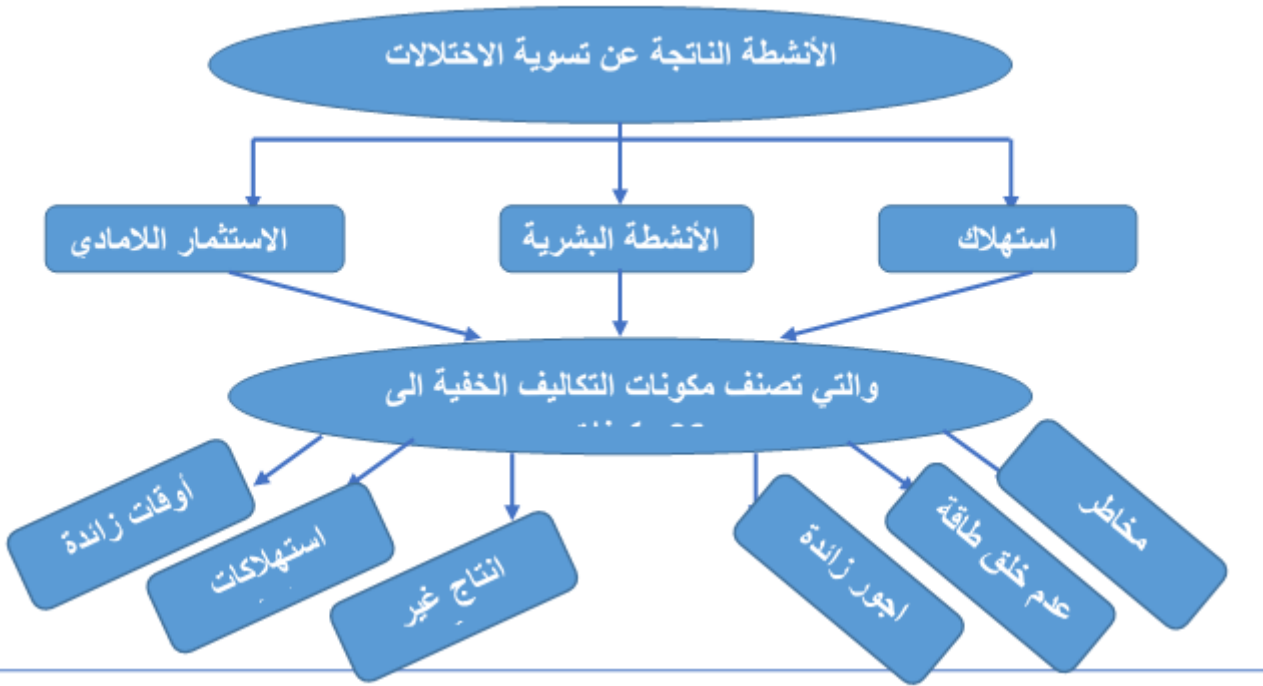 الأنشطة الناتجة عن تسوية الاختلالات
استهلاك
الأنشطة البشرية
الاستثمار اللامادي
والتي تصنف مكونات التكاليف الخفية الى
مخاطر
عدم خلق طاقة
اجور زائدة
انتاج غير
استهلاكات
أوقات زائدة